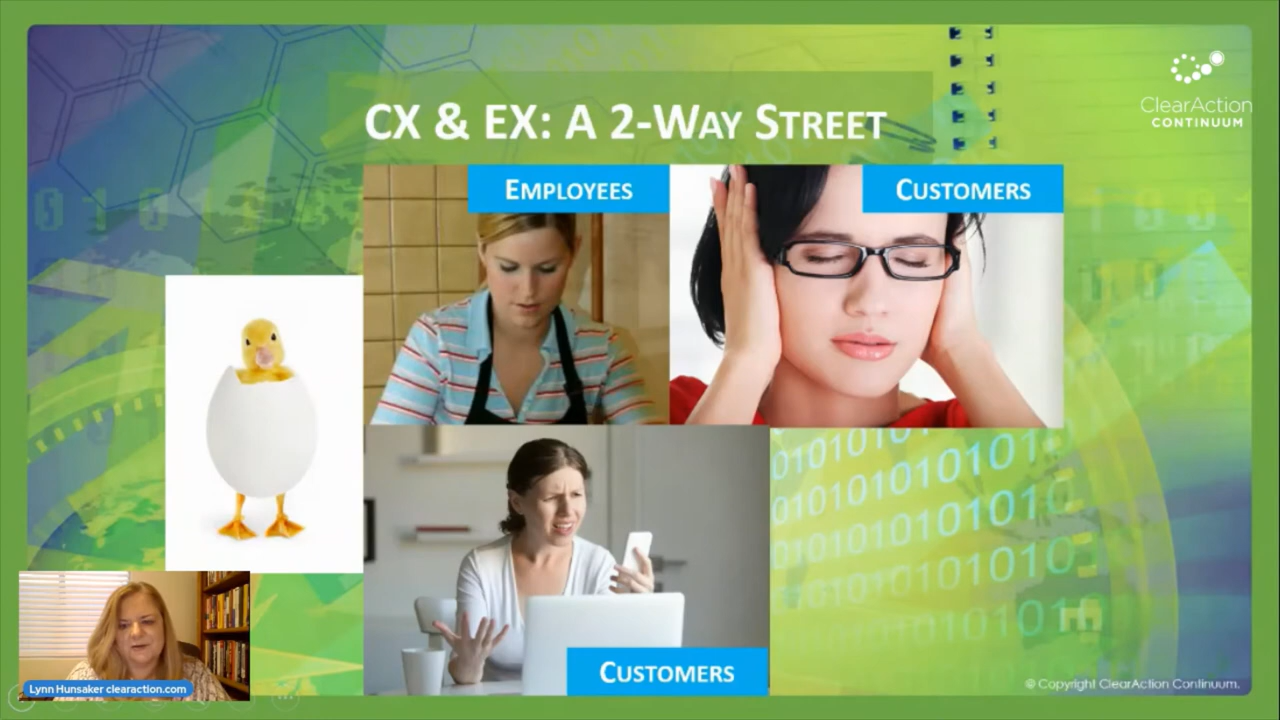 ClearAction
CONTINUUM
CX & EX: A 2-WAY STREET
EMPLOYEES
CUSTOMERS
CUSTOMERS
Lynn Hunsaker clearaction.com
© Copyright ClearAction Continuum.